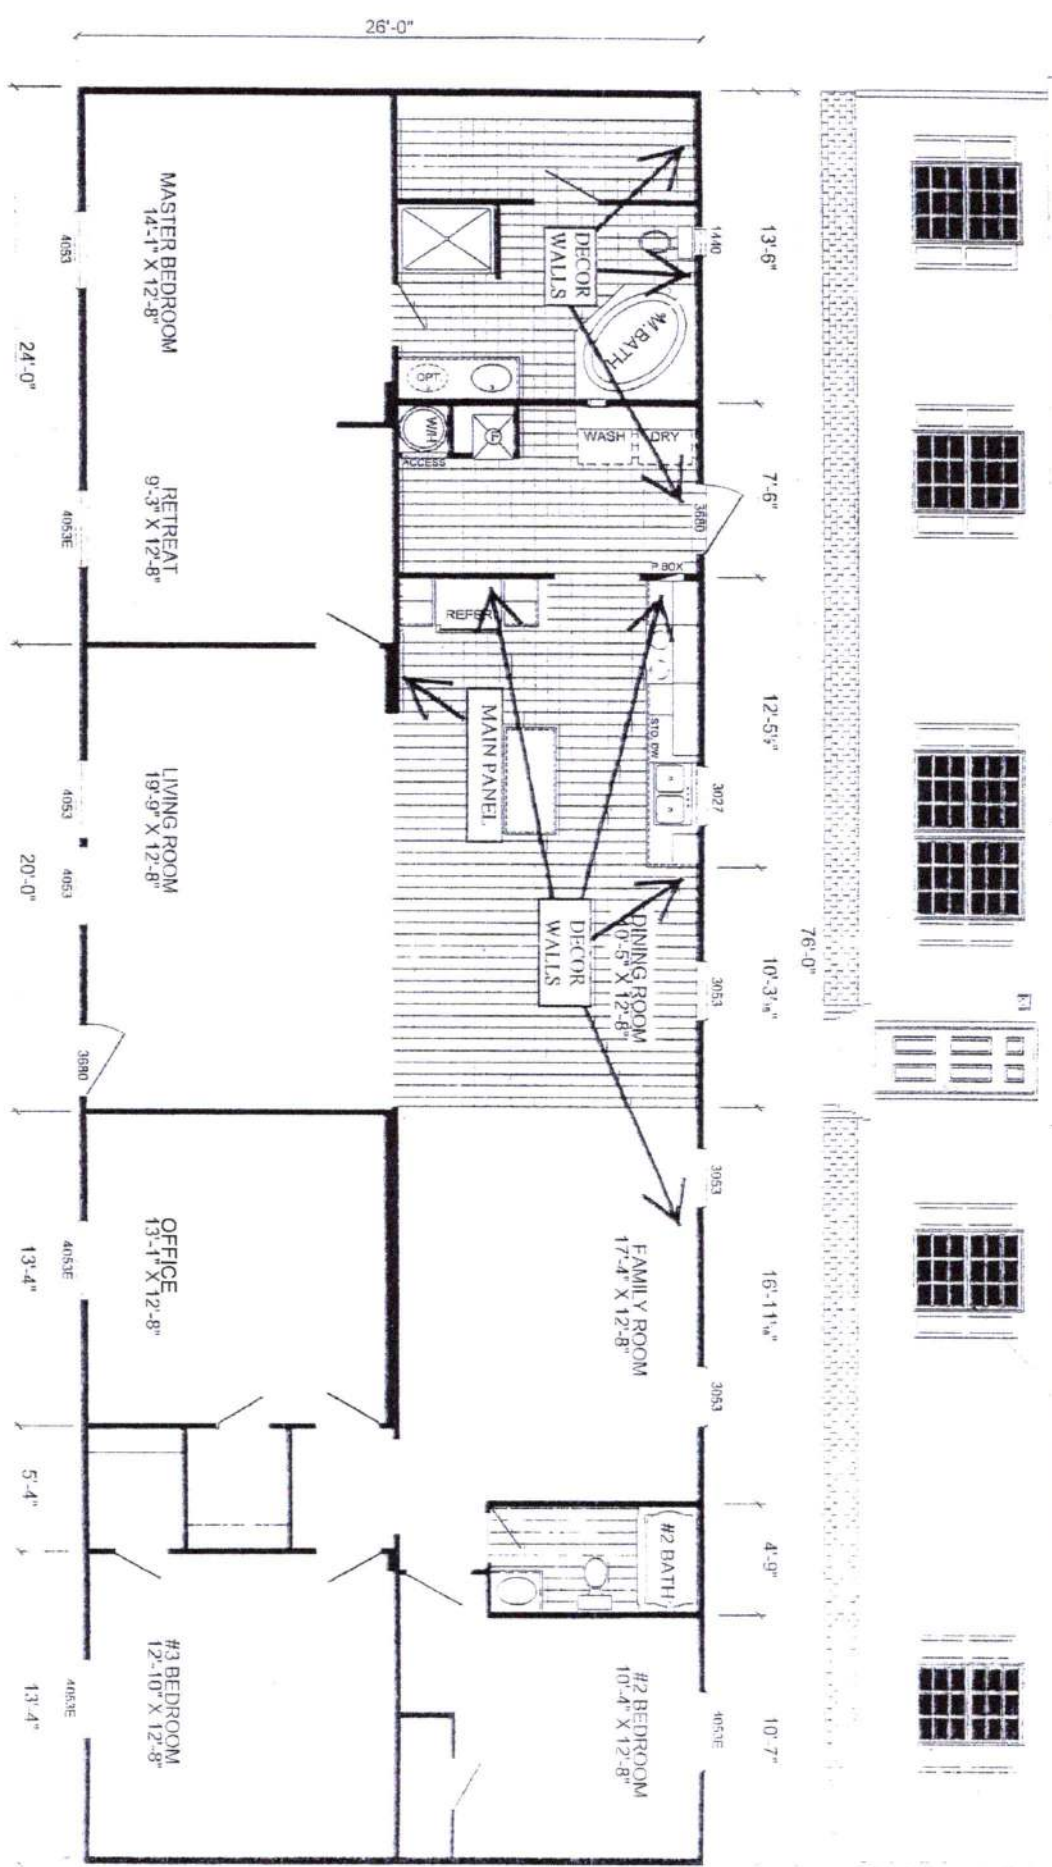 26'-0"
MASTER BEDROOM
14'-1" X 12'-8"
RETREAT
9'-3" X 12'-8"
LIVING ROOM
19'-9" X 12'-8"
OFFICE
13'-1" X 12'-8"
#3 BEDROOM
12'-10" X 12'-8"
4053
4053E
4053
4053
3680
4053E
4053E
24'-0"
20'-0"
13'-4"
5'-4"
13'-4"
DECOR
WALLS
M.BATH
OPT
W/H
ACCESS
F
WASH
DRY
P.BOX
REFER
MAIN PANEL
STD. DW
DECOR
WALLS
DINING ROOM
10'-5" X 12'-8"
FAMILY ROOM
17'-4" X 12'-8"
#2 BATH
#2 BEDROOM
10'-4" X 12'-8"
1440
3680
3027
3053
3053
3053
4053E
13'-6"
7'-6"
12'-5½"
10'-3
16'-11
4'-9"
10'-7"
76'-0"